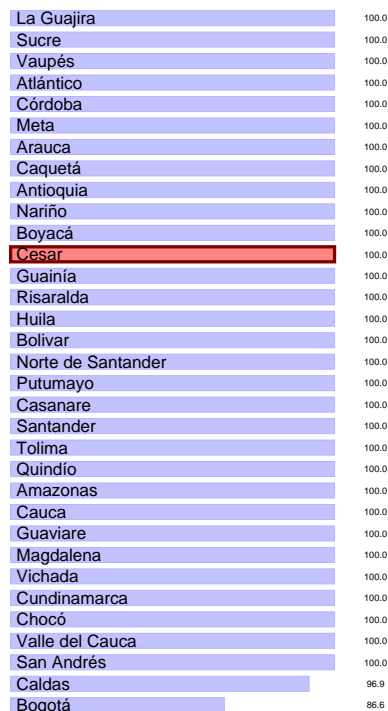 La Guajira 100.0
Sucre 100.0
Vaupés 100.0
Atlántico 100.0
Córdoba 100.0
Meta 100.0
Arauca 100.0
Caquetá 100.0
Antioquia 100.0
Nariño 100.0
Boyacá 100.0
Cesar 100.0
Guainía 100.0
Risaralda 100.0
Huila 100.0
Bolivar 100.0
Norte de Santander 100.0
Putumayo 100.0
Casanare 100.0
Santander 100.0
Tolima 100.0
Quindío 100.0
Amazonas 100.0
Cauca 100.0
Guaviare 100.0
Magdalena 100.0
Vichada 100.0
Cundinamarca 100.0
Chocó 100.0
Valle del Cauca 100.0
San Andrés 100.0
Caldas 96.9
Bogotá 86.6